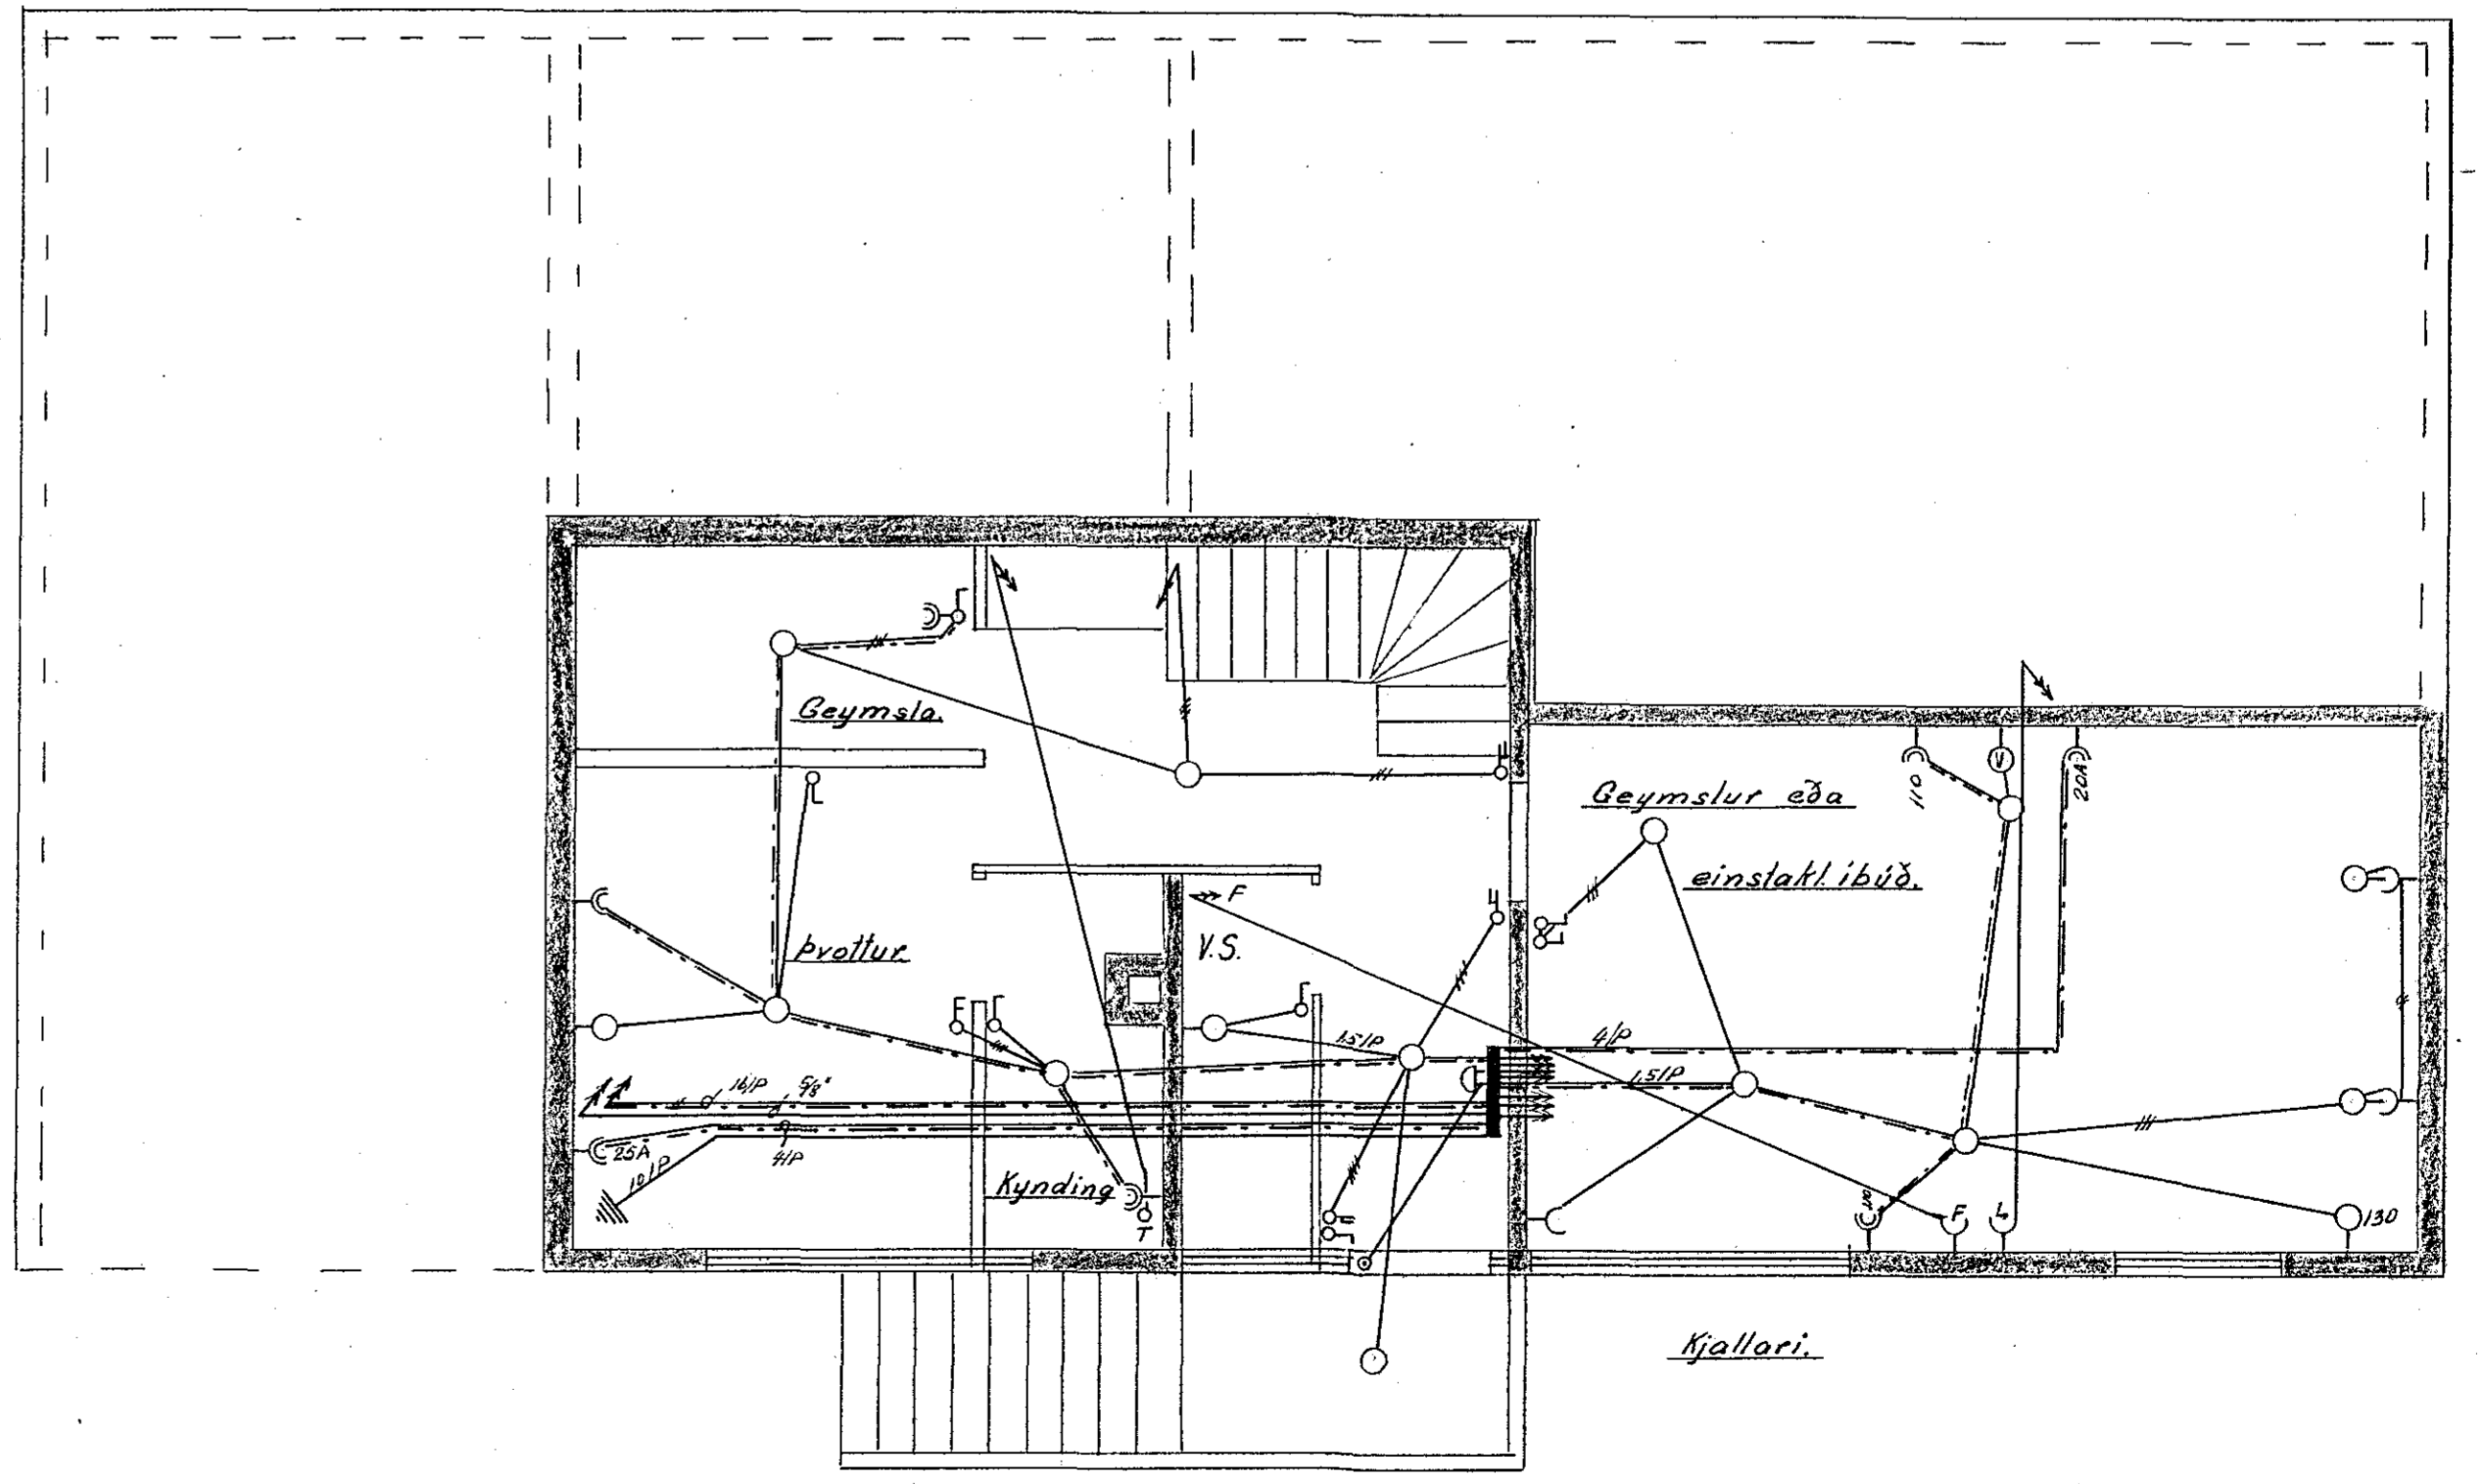 Geymsla.
Geymslur eða
110
V
20A
einstakl. íbúð.
F
Þvottur
V.S.
1.5/P
4/P
16/P
5/8"
1.5/P
25A
4/P
10/P
Kynding
T
110
F
L
130
Kjallari.